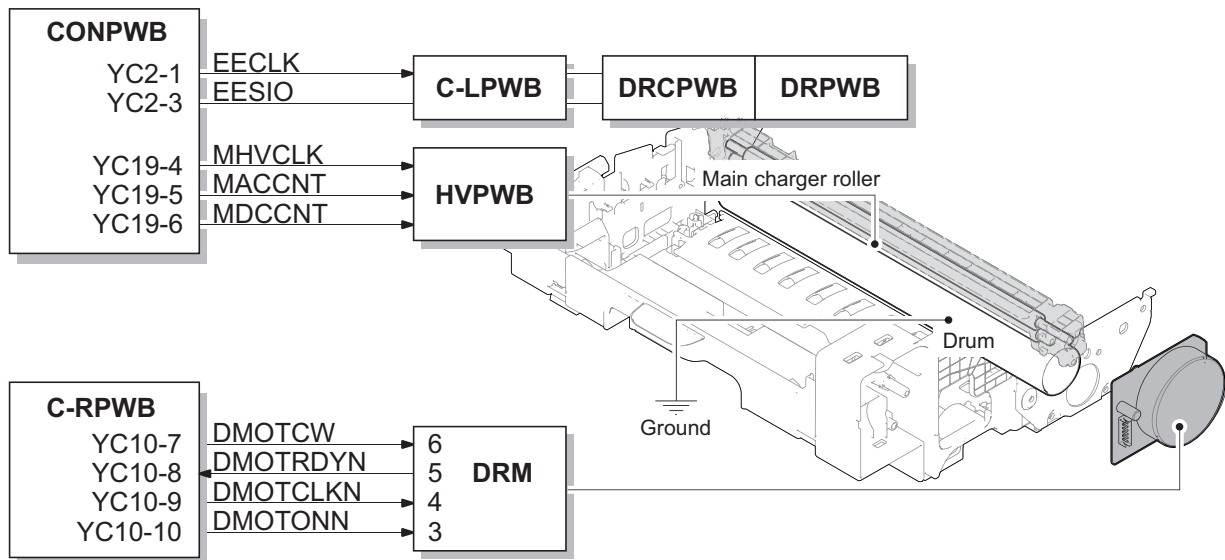 CONPWB
YC2-1 EECLK
YC2-3 EESIO
C-LPWB DRCPWB DRPWB
YC19-4 MHVCLK
YC19-5 MACCNT
YC19-6 MDCCNT
HVPWB
Main charger roller
Drum
Ground
C-RPWB
YC10-7 DMOTCW 6
YC10-8 DMOTRDYN 5
YC10-9 DMOTCLKN 4
YC10-10 DMOTONN 3
DRM